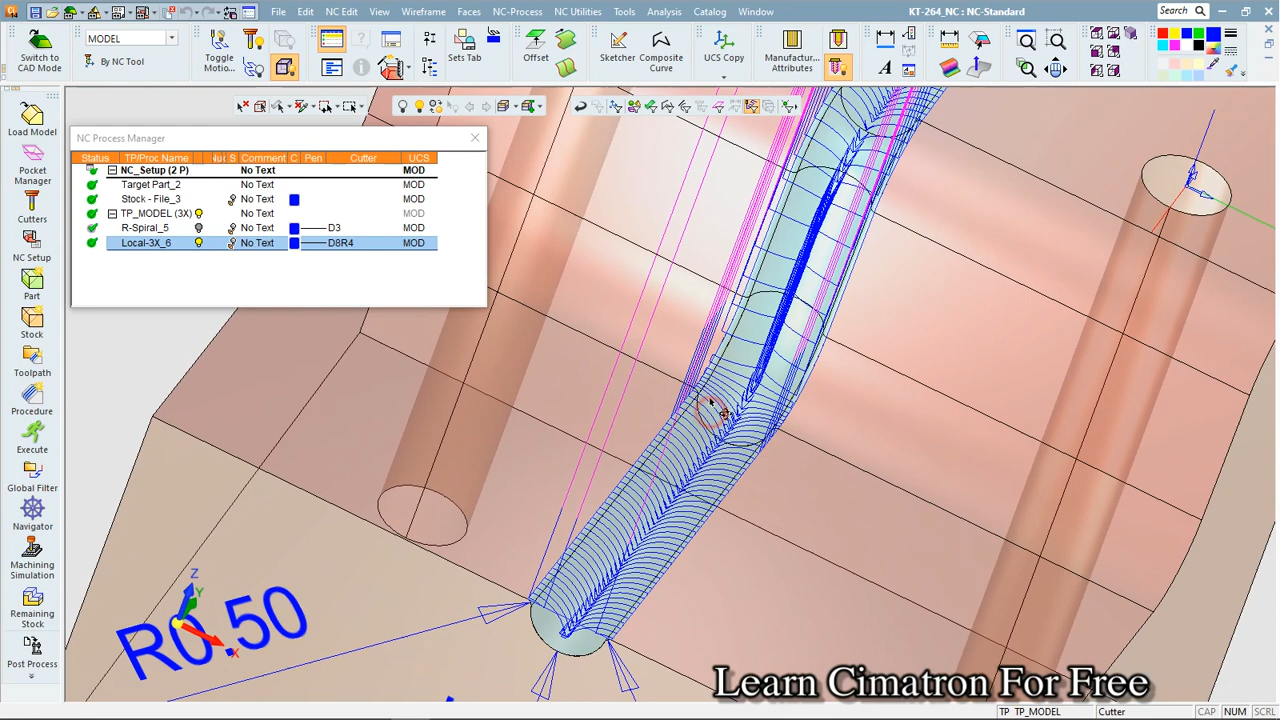 File Edit View Wireframe Faces NC-Process NC Utilities Tools Analysis Catalog Window KT-264_NC : NC-Standard Search
Switch to CAD Mode
MODEL
By NC Tool
Toggle Motio...
Sets Tab
Offset
Sketcher
Composite Curve
UCS Copy
Manufactur... Attributes
Load Model
Pocket Manager
Cutters
NC Setup
Part
Stock
Toolpath
Procedure
Execute
Global Filter
Navigator
Machining Simulation
Remaining Stock
Post Process
NC Process Manager
Status TP/Proc Name S Comment C Pen Cutter UCS
NC_Setup (2 P) No Text MOD
Target Part_2 No Text MOD
Stock - File_3 No Text MOD
TP_MODEL (3X) No Text MOD
R-Spiral_5 No Text D3 MOD
Local-3X_6 No Text D8R4 MOD
Z
Y
X
R0.50
Learn Cimatron For Free
TP TP_MODEL Cutter CAP NUM SCRL